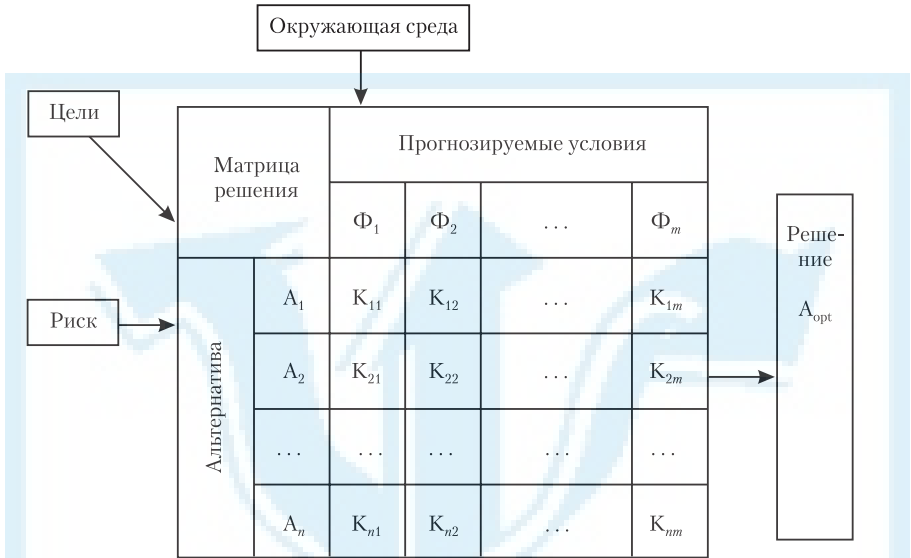 Окружающая среда
Цели
Матрица
решения
Прогнозируемые условия
Ф₁ Ф₂ ... Фₘ
Реше-
ние
Aopt
Риск
Альтернатива
A₁ K₁₁ K₁₂ ... K₁ₘ
A₂ K₂₁ K₂₂ ... K₂ₘ
... ... ... ... ...
Aₙ Kₙ₁ Kₙ₂ ... Kₙₘ